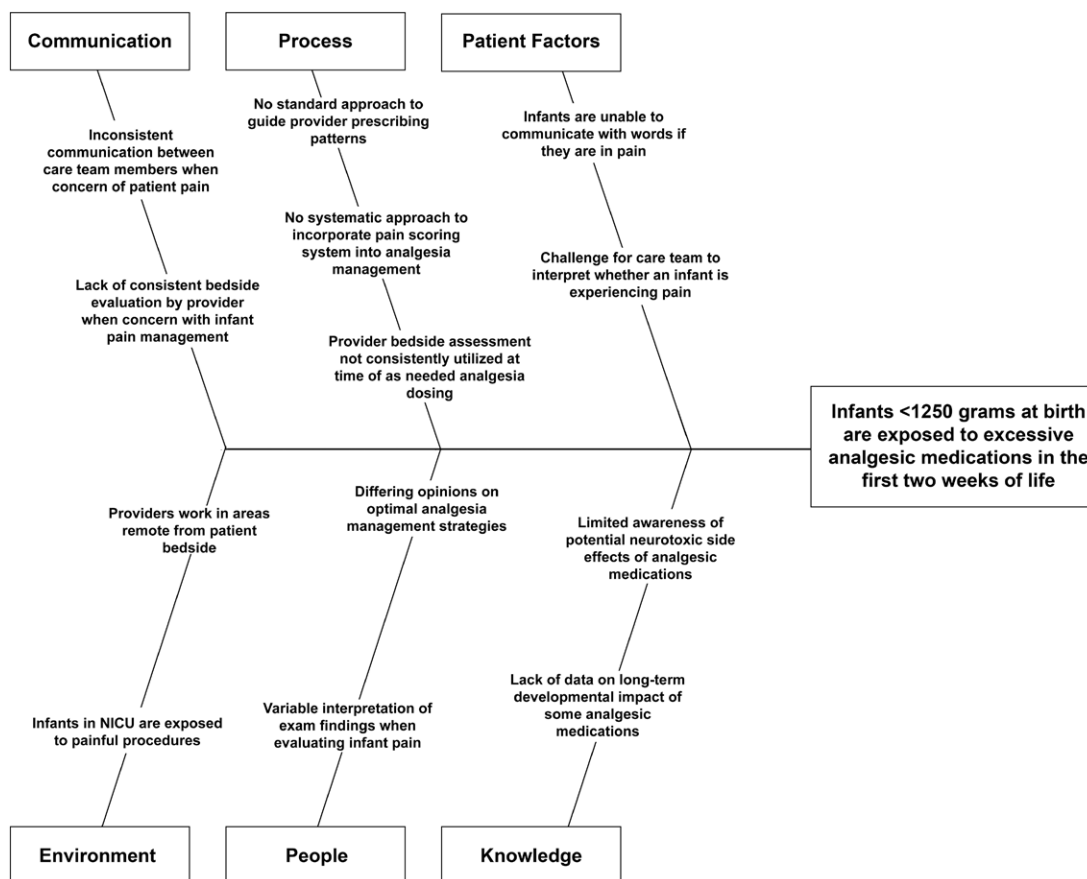 Communication
Process
Patient Factors
Inconsistent
communication between
care team members when
concern of patient pain
Lack of consistent bedside
evaluation by provider
when concern with infant
pain management
No standard approach to
guide provider prescribing
patterns
No systematic approach to
incorporate pain scoring
system into analgesia
management
Provider bedside assessment
not consistently utilized at
time of as needed analgesia
dosing
Infants are unable to
communicate with words if
they are in pain
Challenge for care team to
interpret whether an infant is
experiencing pain
Infants <1250 grams at birth
are exposed to excessive
analgesic medications in the
first two weeks of life
Providers work in areas
remote from patient
bedside
Infants in NICU are exposed
to painful procedures
Differing opinions on
optimal analgesia
management strategies
Variable interpretation of
exam findings when
evaluating infant pain
Limited awareness of
potential neurotoxic side
effects of analgesic
medications
Lack of data on long-term
developmental impact of
some analgesic
medications
Environment
People
Knowledge